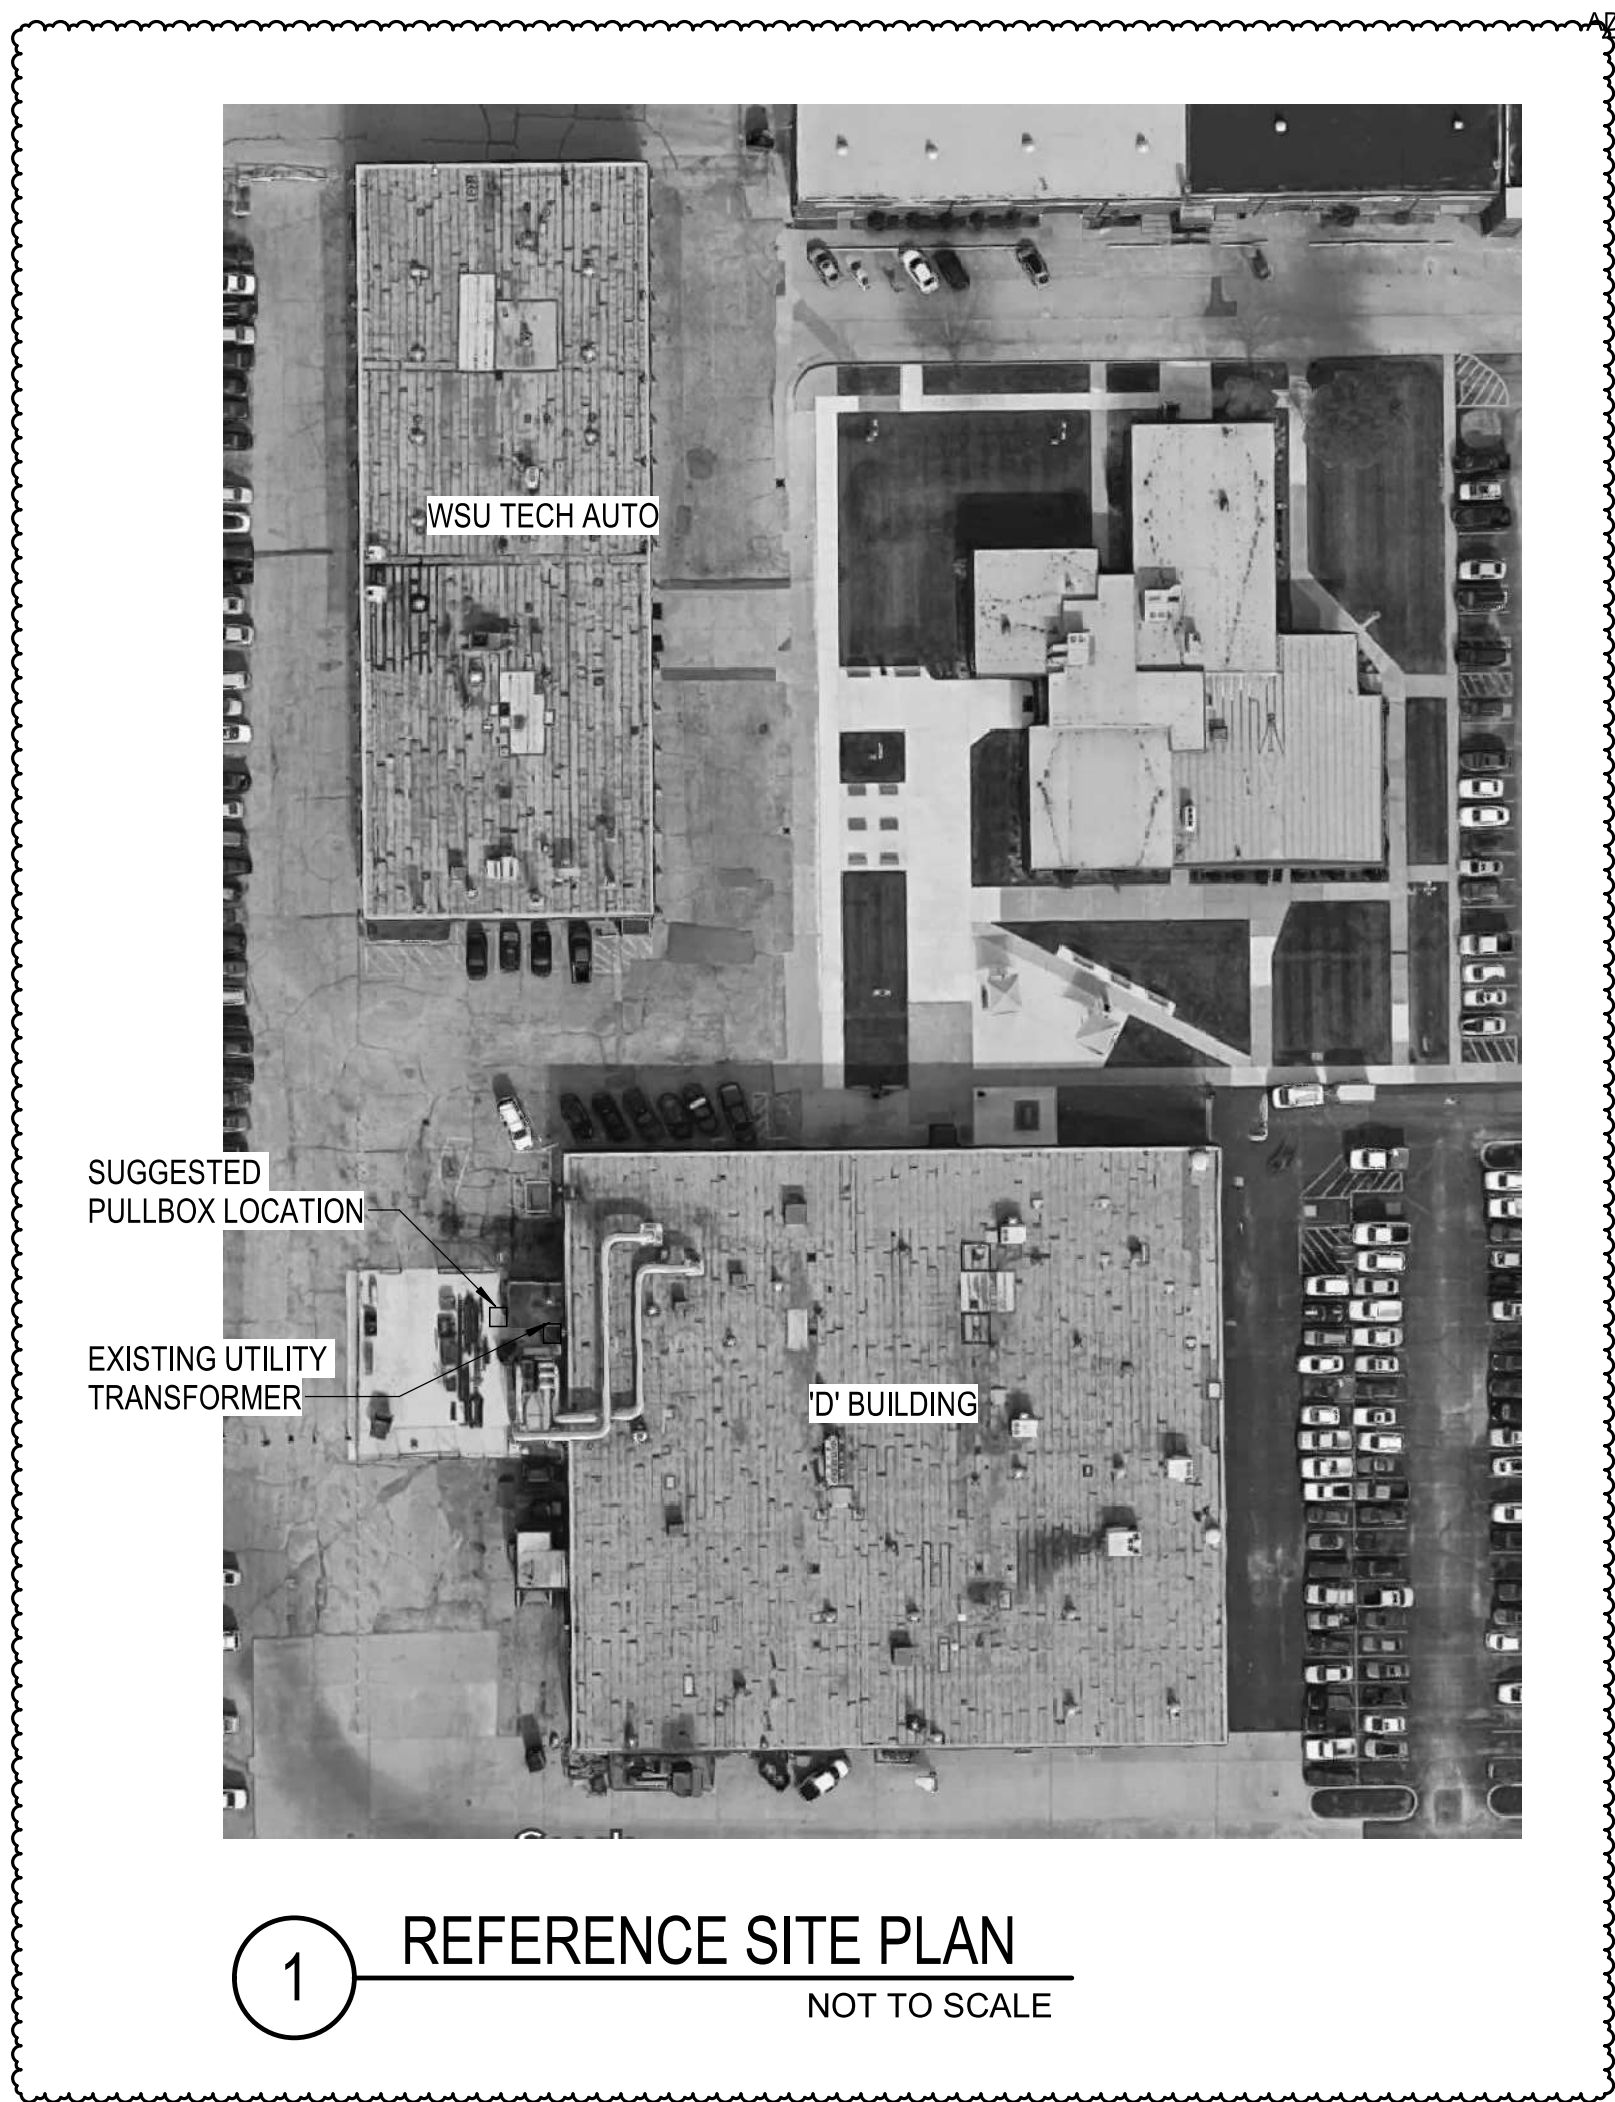 WSU TECH AUTO
SUGGESTED
PULLBOX LOCATION
EXISTING UTILITY
TRANSFORMER
'D' BUILDING
1
REFERENCE SITE PLAN
NOT TO SCALE